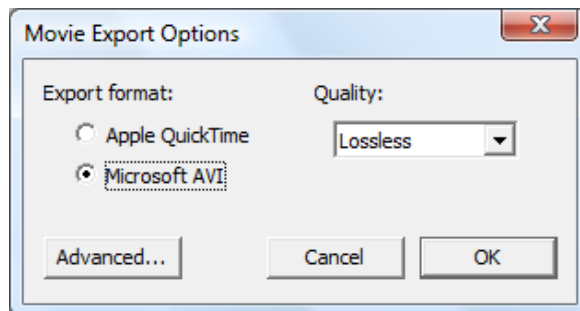 Movie Export Options
Export format: Quality:
Apple QuickTime
Lossless
Microsoft AVI
Advanced... Cancel OK